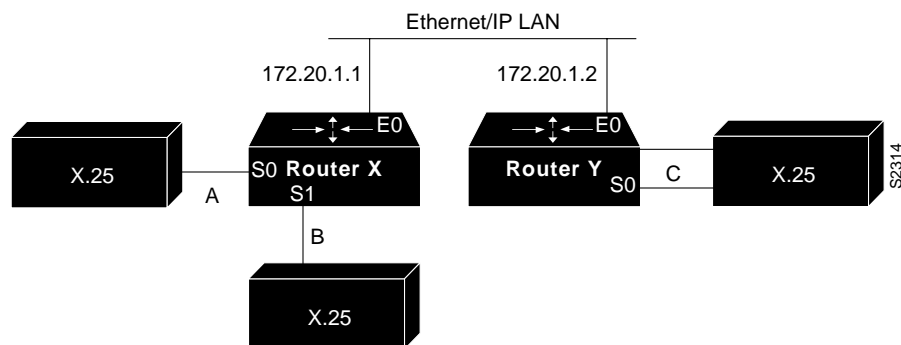 Ethernet/IP LAN
172.20.1.1
172.20.1.2
E0
E0
X.25
S0
Router X
Router Y
S0
C
X.25
S2314
A
S1
B
X.25